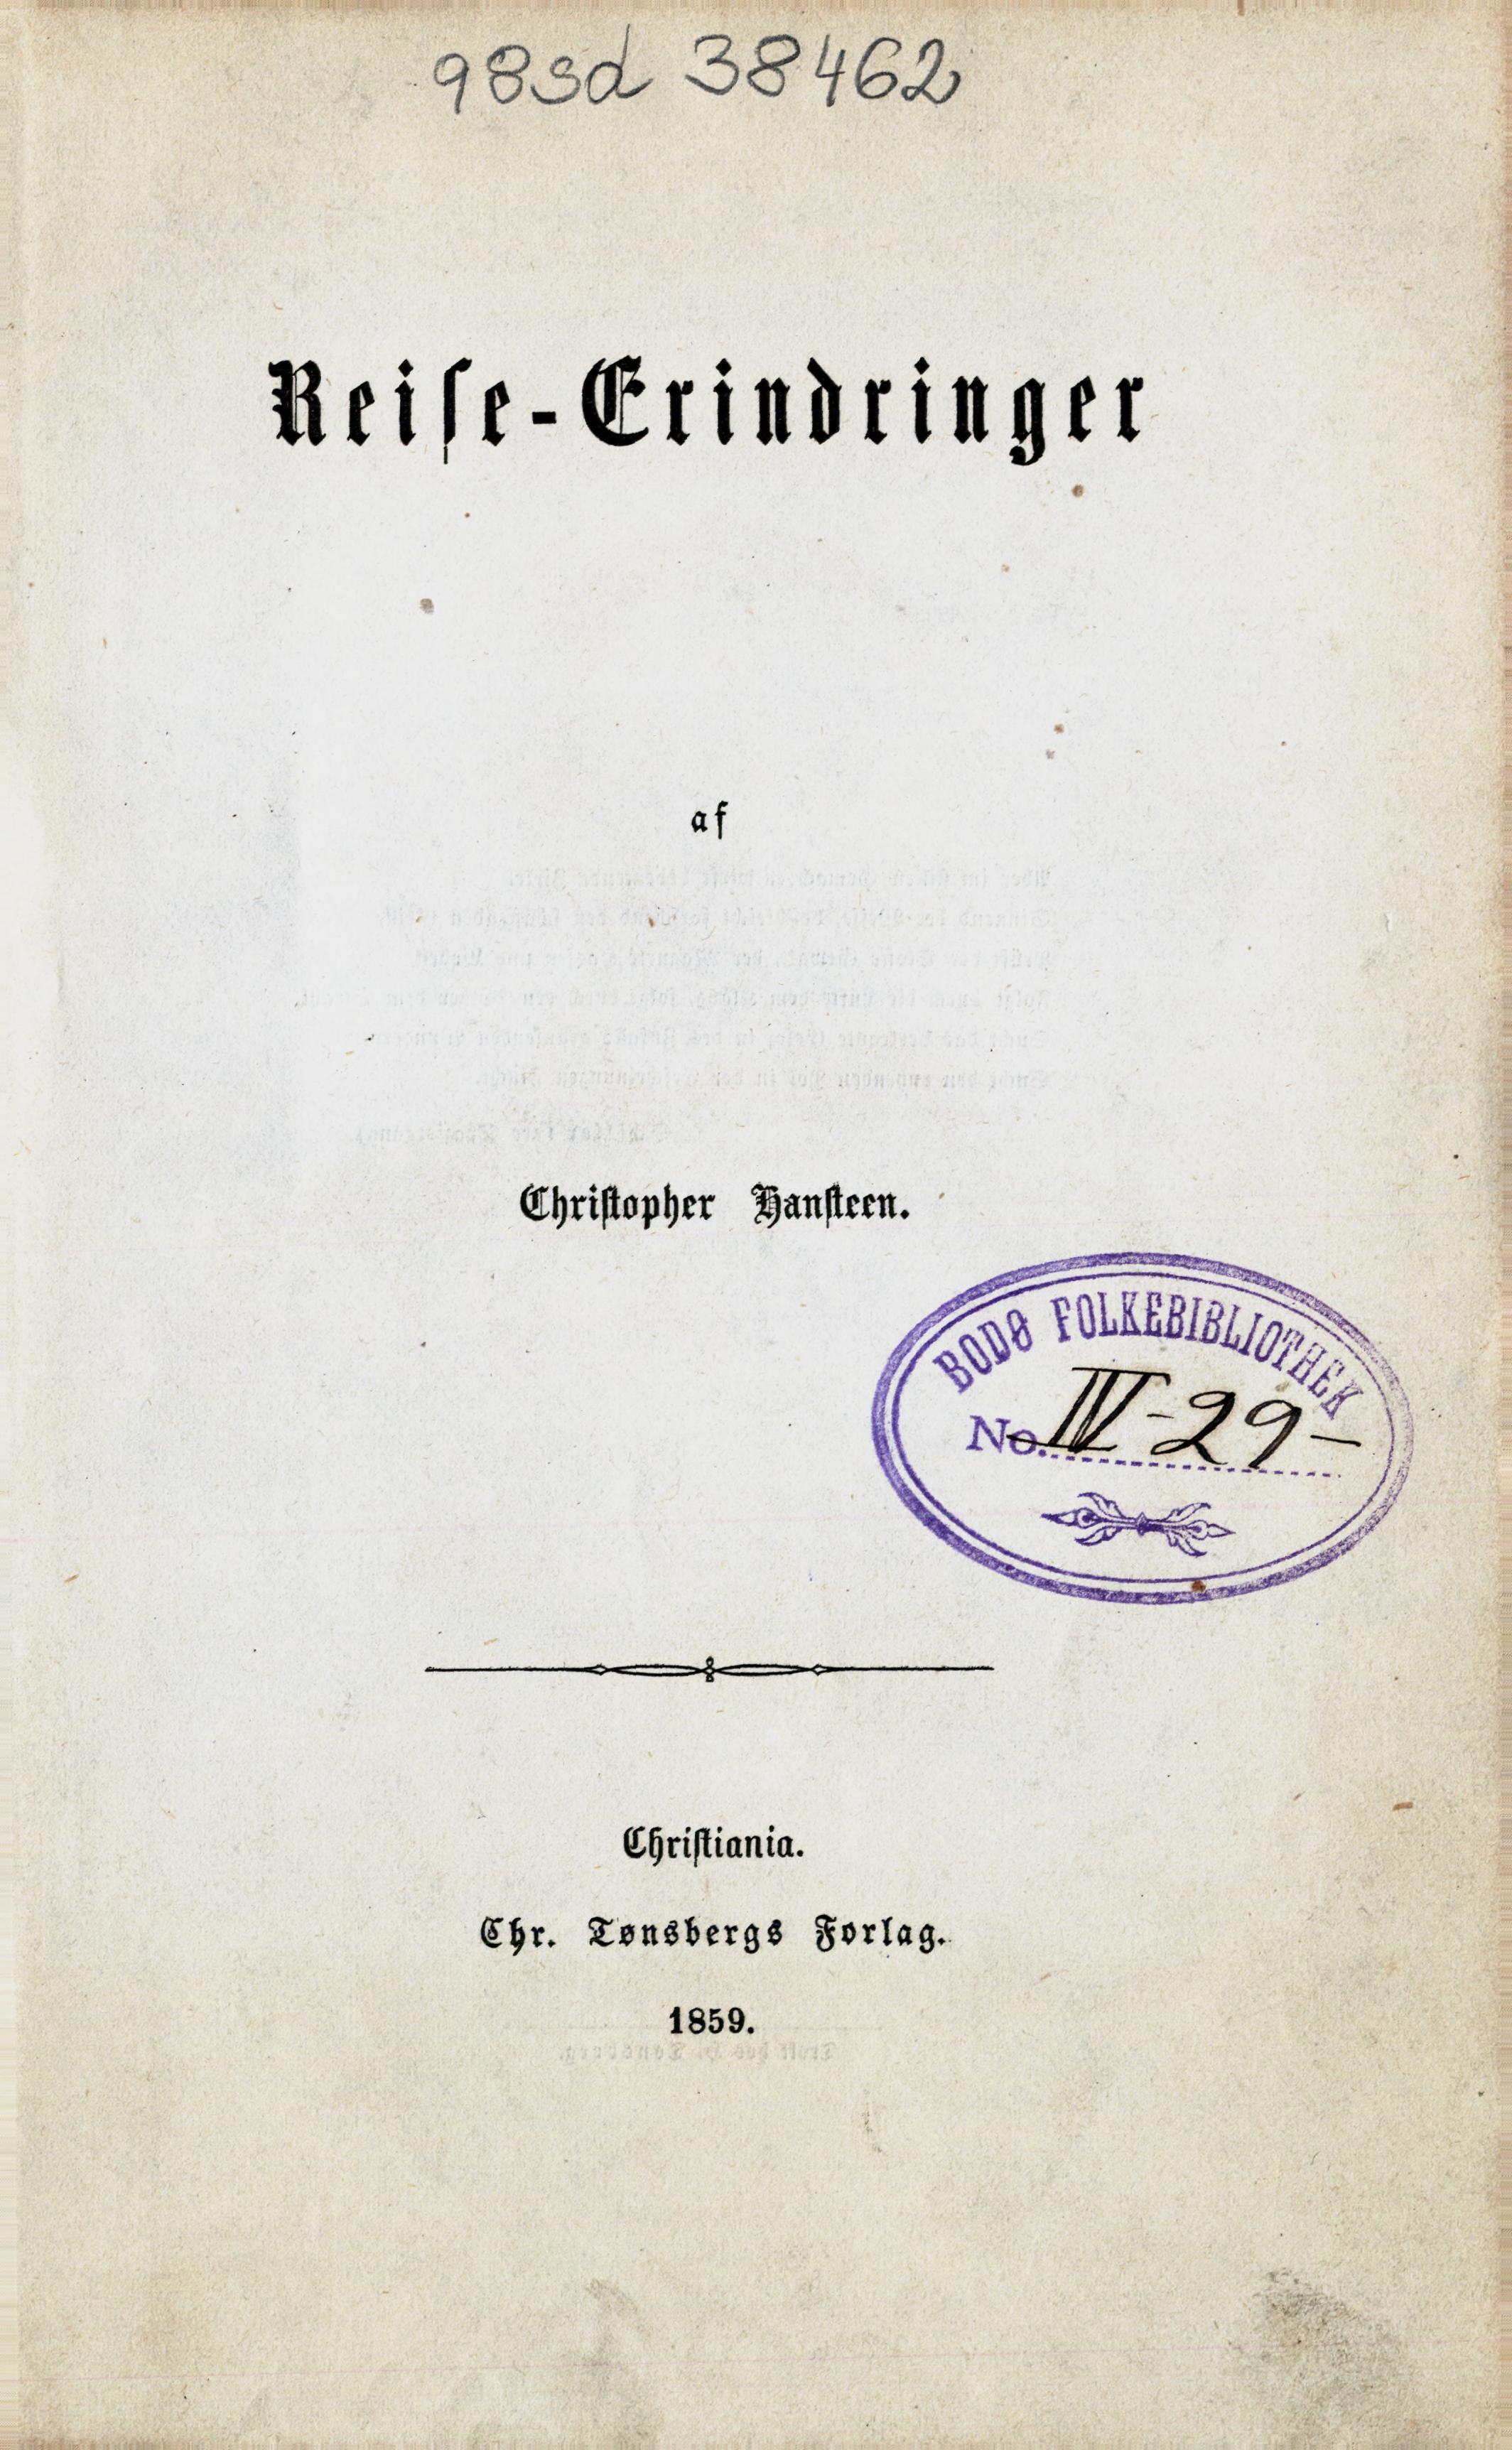 98sd 38462
Reise-Erindringer
af
Christopher Hansteen.
BODØ FOLKEBIBLIOTHEK
No. IV-29-
Christiania.
Chr. Tønsbergs Forlag.
1859.